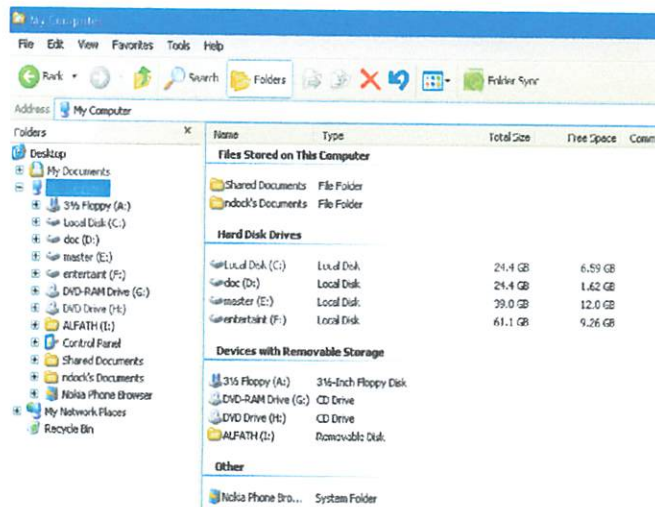 My Computer
File Edit View Favorites Tools Help
Back Search Folders Folder Sync
Address My Computer
Folders x
Desktop
My Documents
3½ Floppy (A:)
Local Disk (C:)
doc (D:)
master (E:)
entertaint (F:)
DVD-RAM Drive (G:)
DVD Drive (H:)
ALFATH (I:)
Control Panel
Shared Documents
ndock's Documents
Nokia Phone Browser
My Network Places
Recycle Bin
Name Type Total Size Free Space Comm
Files Stored on This Computer
Shared Documents File Folder
ndock's Documents File Folder
Hard Disk Drives
Local Disk (C:) Local Disk 24.4 GB 6.59 GB
doc (D:) Local Disk 24.4 GB 1.62 GB
master (E:) Local Disk 39.0 GB 12.0 GB
entertaint (F:) Local Disk 61.1 GB 9.26 GB
Devices with Removable Storage
3½ Floppy (A:) 3½-Inch Floppy Disk
DVD-RAM Drive (G:) CD Drive
DVD Drive (H:) CD Drive
ALFATH (I:) Removable Disk
Other
Nokia Phone Bro... System Folder